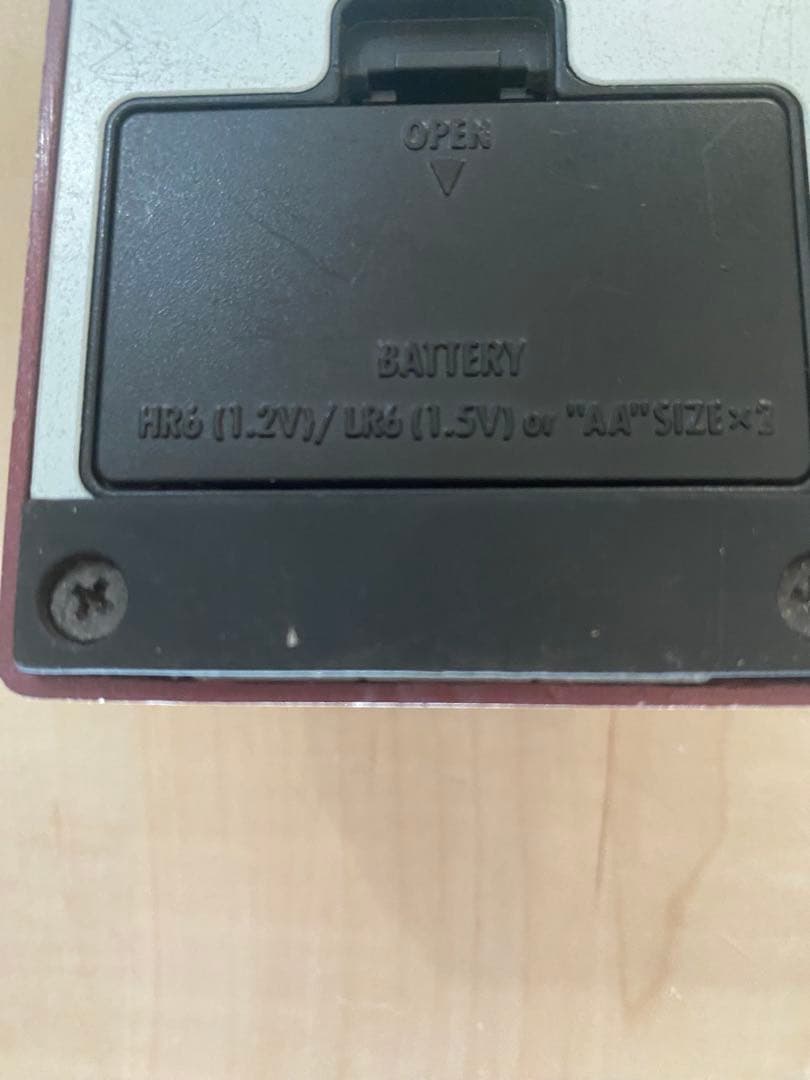 OPEN
BATTERY
HR6 (1.2V)/ LR6 (1.5V) or "AA" SIZE×2